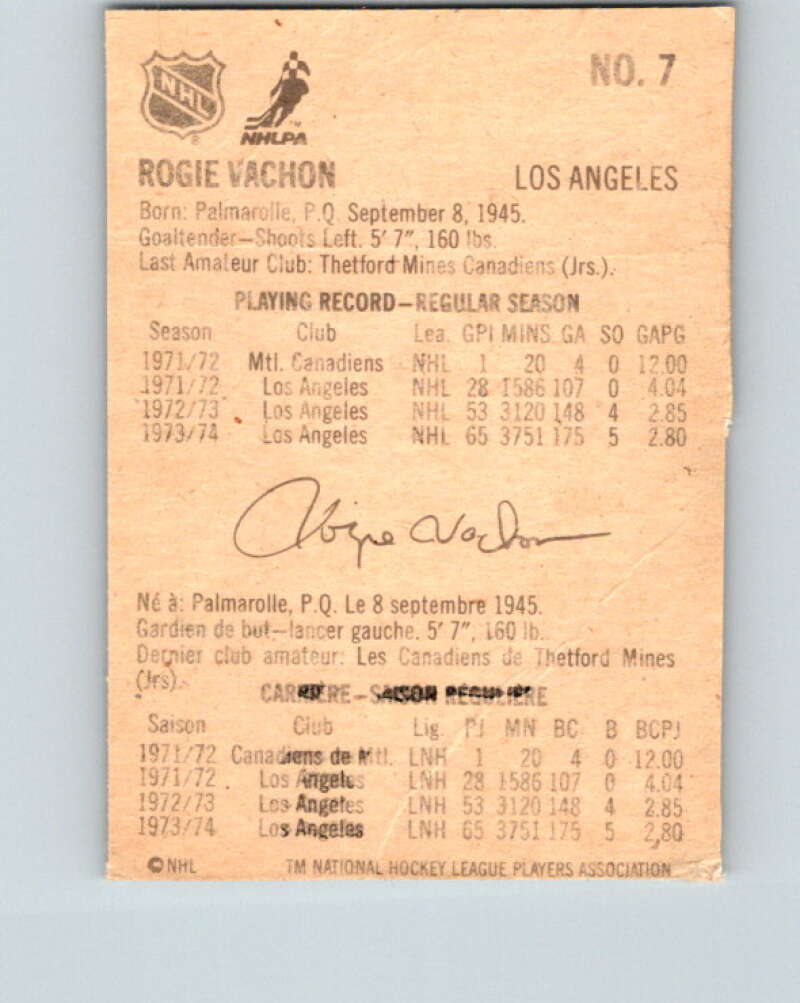 NHL
NHLPA
NO. 7
ROGIE VACHON LOS ANGELES
Born: Palmarolle, P.Q. September 8, 1945.
Goaltender—Shoots Left. 5' 7", 160 lbs.
Last Amateur Club: Thetford Mines Canadiens (Jrs.).
PLAYING RECORD—REGULAR SEASON
Season Club Lea. GPI MINS GA SO GAPG
1971/72 Mtl. Canadiens NHL 1 20 4 0 12.00
1971/72 Los Angeles NHL 28 1586 107 0 4.04
1972/73 Los Angeles NHL 53 3120 148 4 2.85
1973/74 Los Angeles NHL 65 3751 175 5 2.80
Rogie Vachon
Né à: Palmarolle, P.Q. Le 8 septembre 1945.
Gardien de but—lancer gauche. 5' 7", 160 lb.
Dernier club amateur: Les Canadiens de Thetford Mines
(Jrs).
CARRIÈRE—SAISON RÉGULIÈRE
Saison Club Lig. PJ MN BC B BCPJ
1971/72 Canadiens de Mtl. LNH 1 20 4 0 12.00
1971/72 Los Angeles LNH 28 1586 107 0 4.04
1972/73 Los Angeles LNH 53 3120 148 4 2.85
1973/74 Los Angeles LNH 65 3751 175 5 2,80
© NHL TM NATIONAL HOCKEY LEAGUE PLAYERS ASSOCIATION